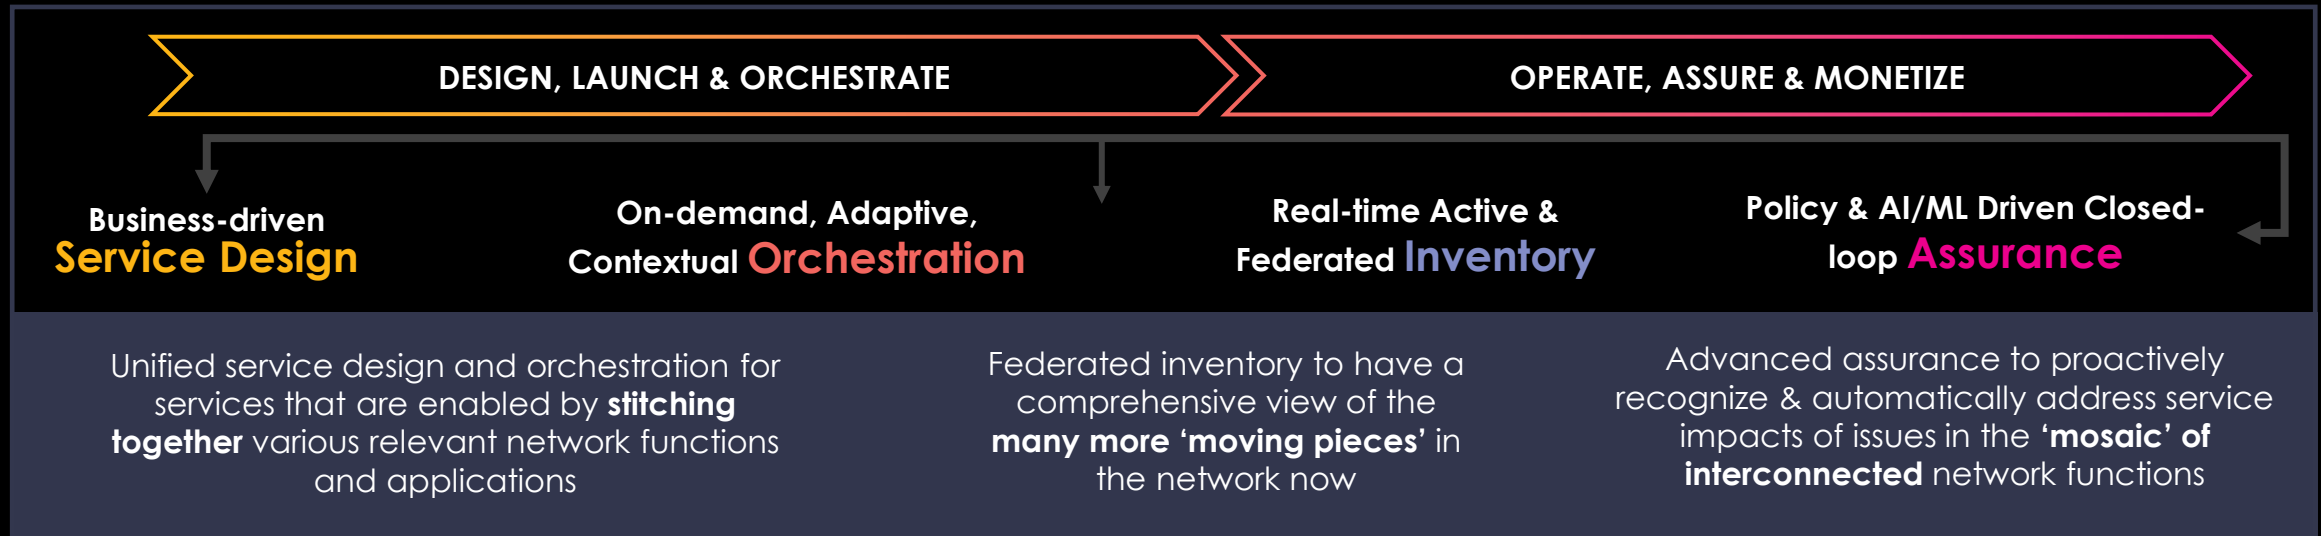 DESIGN, LAUNCH & ORCHESTRATE
OPERATE, ASSURE & MONETIZE
Business-driven
Service Design
On-demand, Adaptive,
Contextual Orchestration
Real-time Active &
Federated Inventory
Policy & AI/ML Driven Closed-
loop Assurance
Unified service design and orchestration for
services that are enabled by stitching
together various relevant network functions
and applications
Federated inventory to have a
comprehensive view of the
many more ‘moving pieces’ in
the network now
Advanced assurance to proactively
recognize & automatically address service
impacts of issues in the ‘mosaic’ of
interconnected network functions